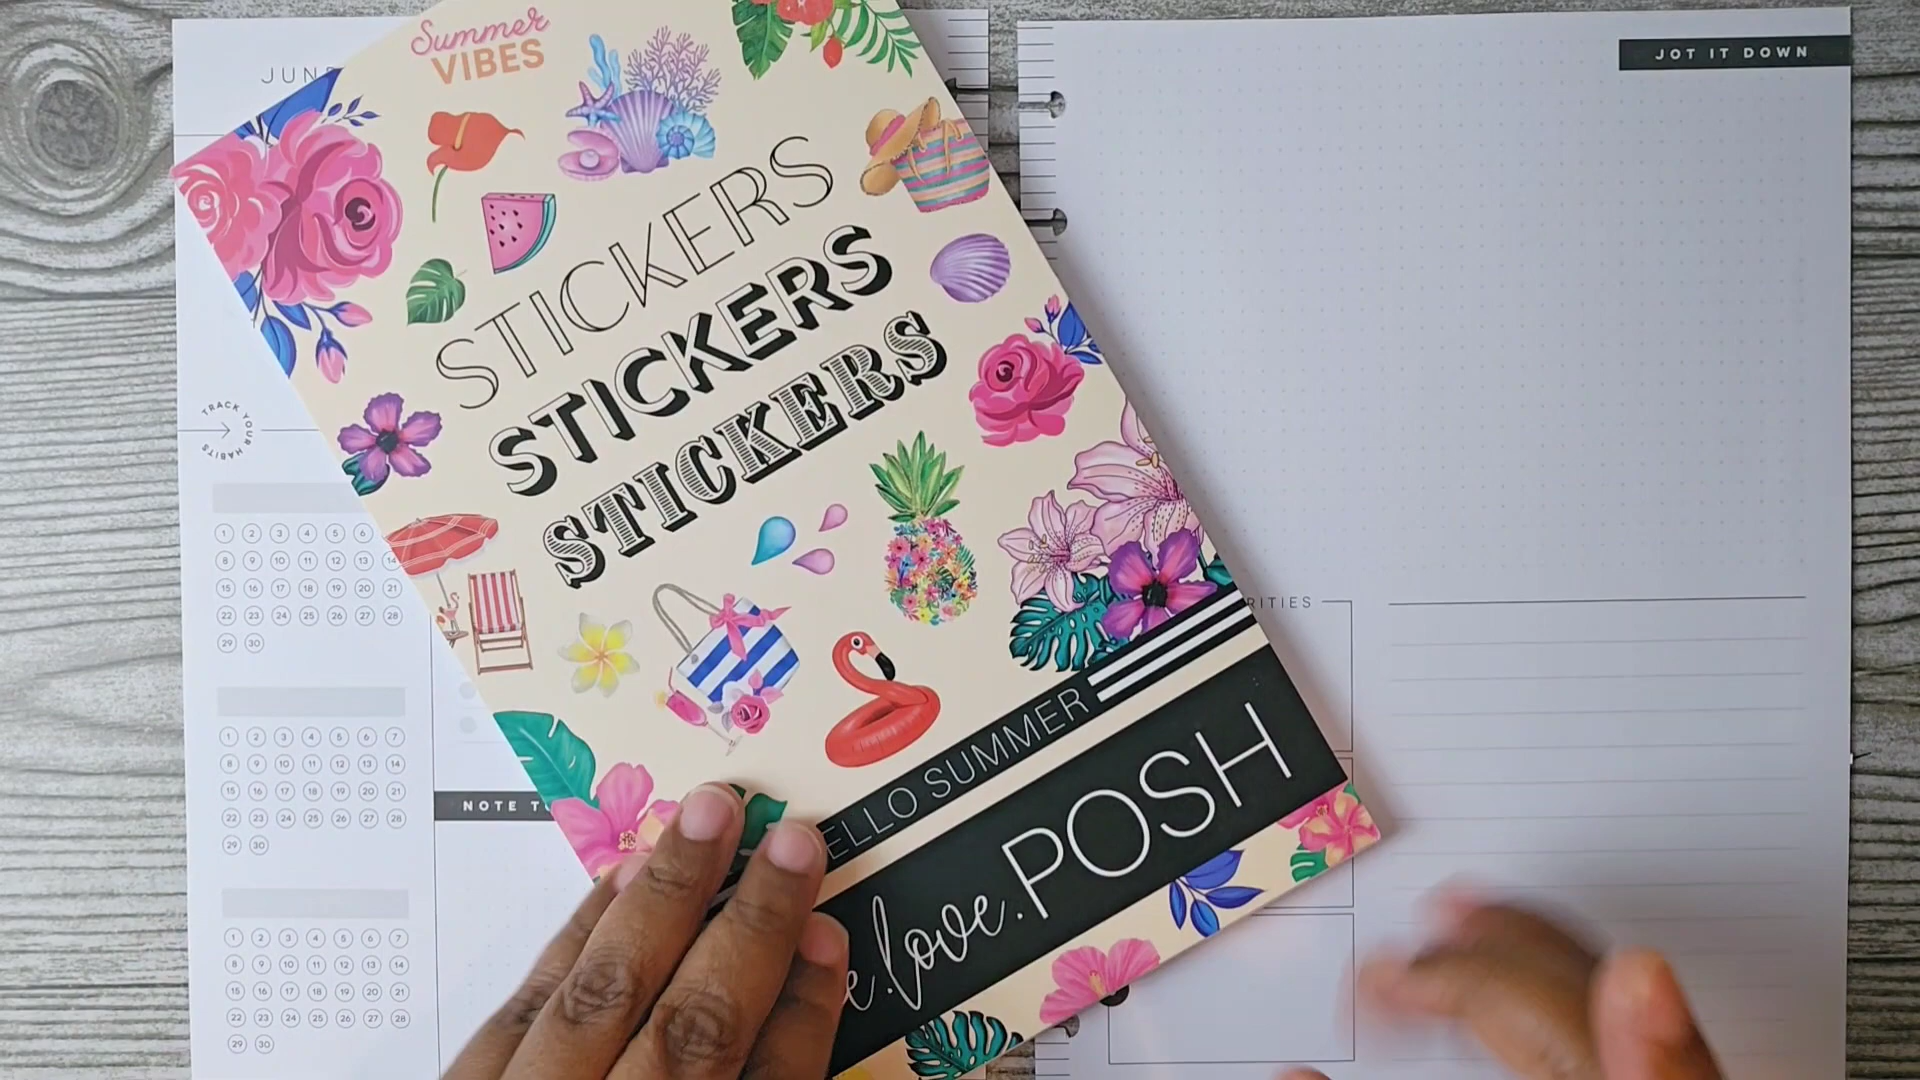 Summer
VIBES
STICKERS
STICKERS
STICKERS
ELLO SUMMER
e.love.POSH
JUNE
TRACK YOUR HABITS
1 2 3 4 5 6
8 9 10 11 12 13 14
15 16 17 18 19 20 21
22 23 24 25 26 27 28
29 30
1 2 3 4 5 6 7
8 9 10 11 12 13 14
15 16 17 18 19 20 21
22 23 24 25 26 27 28
29 30
1 2 3 4 5 6 7
8 9 10 11 12 13 14
15 16 17 18 19 20 21
22 23 24 25 26 27 28
29 30
NOTE T
JOT IT DOWN
RITIES